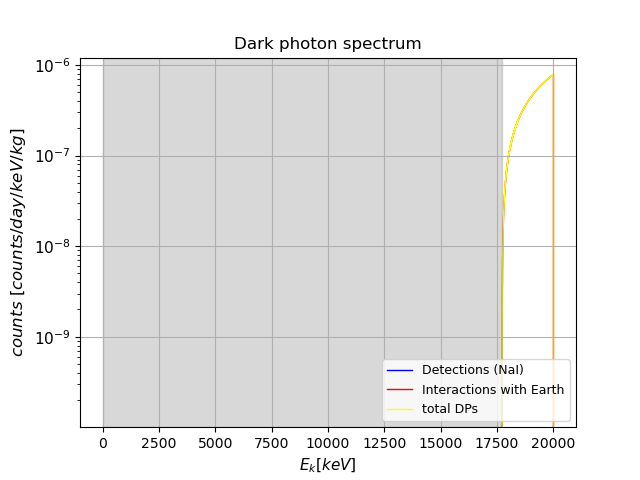 Dark photon spectrum
counts [counts/day/keV/kg]
10⁻⁶
10⁻⁷
10⁻⁸
10⁻⁹
Detections (NaI)
Interactions with Earth
total DPs
0 2500 5000 7500 10000 12500 15000 17500 20000
E_k[keV]